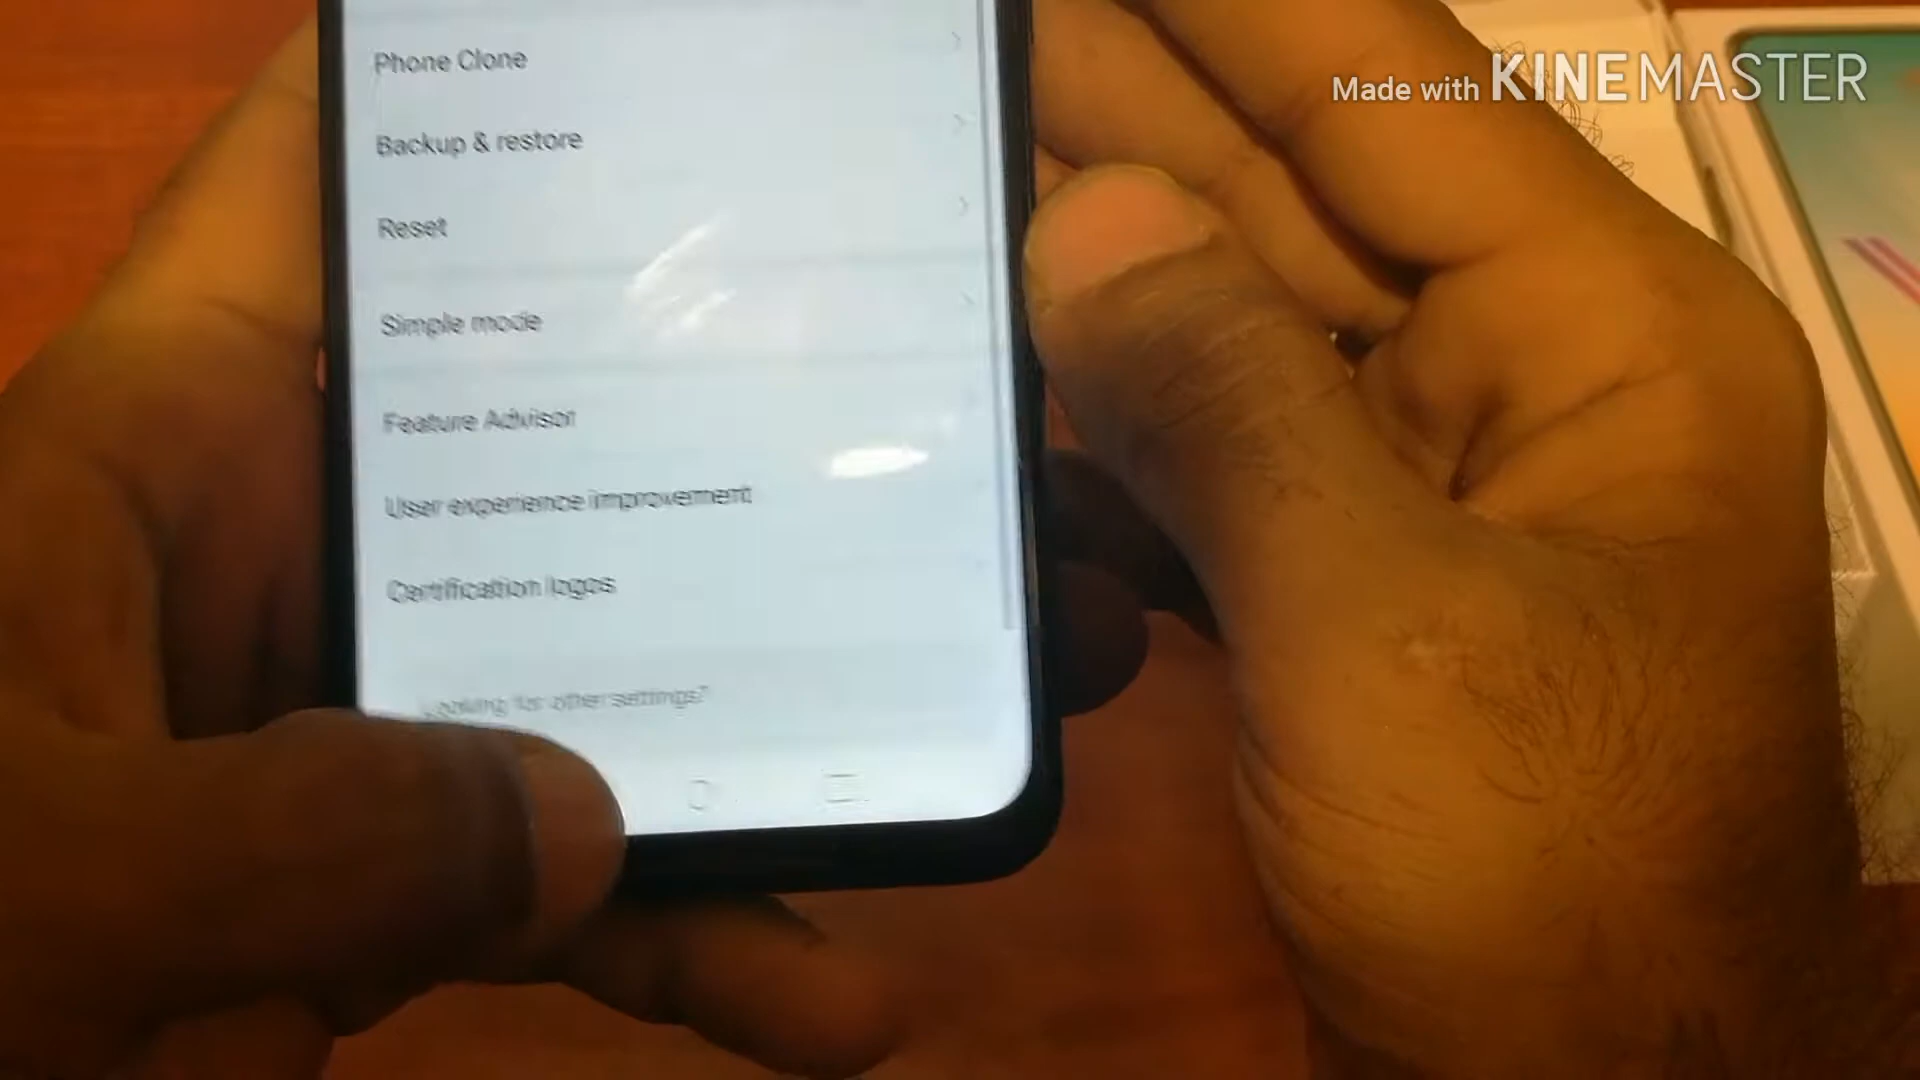 Made with KINEMASTER
Phone Clone
Backup & restore
Reset
Simple mode
Feature Advisor
User experience improvement
Certification logos
Looking for other settings?